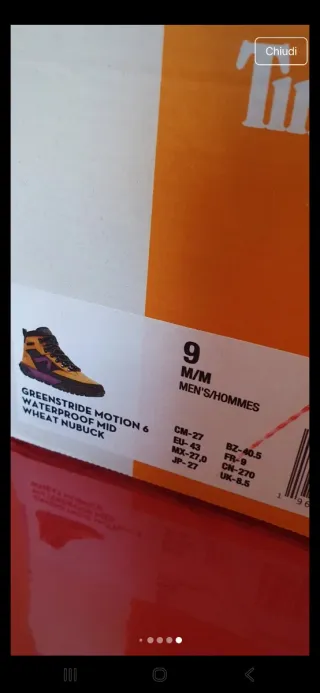 Chiudi
9
M/M
MEN'S/HOMMES
GREENSTRIDE MOTION 6
WATERPROOF MID
WHEAT NUBUCK
CM-27
EU- 43
MX-27,0
JP- 27
BZ-40.5
FR- 9
CN-270
UK-8.5